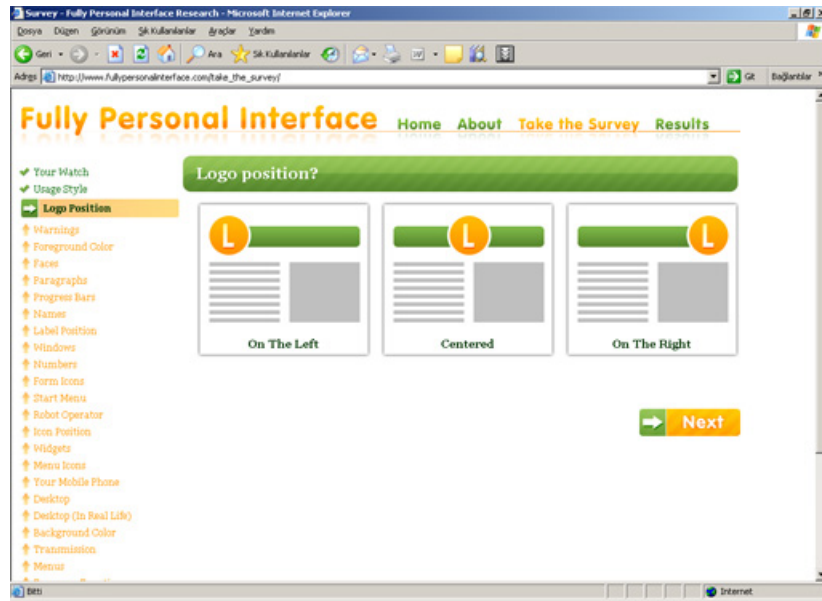 Survey - Fully Personal Interface Research - Microsoft Internet Explorer
Dosya Düzen Görünüm Sık Kullanılanlar Araçlar Yardım
Geri Ara Sık Kullanılanlar
Adres http://www.fullypersonalinterface.com/take_the_survey/ Git Bağlantılar »
Fully Personal Interface Home About Take the Survey Results
Your Watch
Usage Style
Logo Position
Warnings
Foreground Color
Faces
Paragraphs
Progress Bars
Names
Label Position
Windows
Numbers
Form Icons
Start Menu
Robot Operator
Icon Position
Widgets
Menu Icons
Your Mobile Phone
Desktop
Desktop (In Real Life)
Background Color
Transmission
Menus
Logo position?
L L L
On The Left Centered On The Right
Next
Bitti Internet